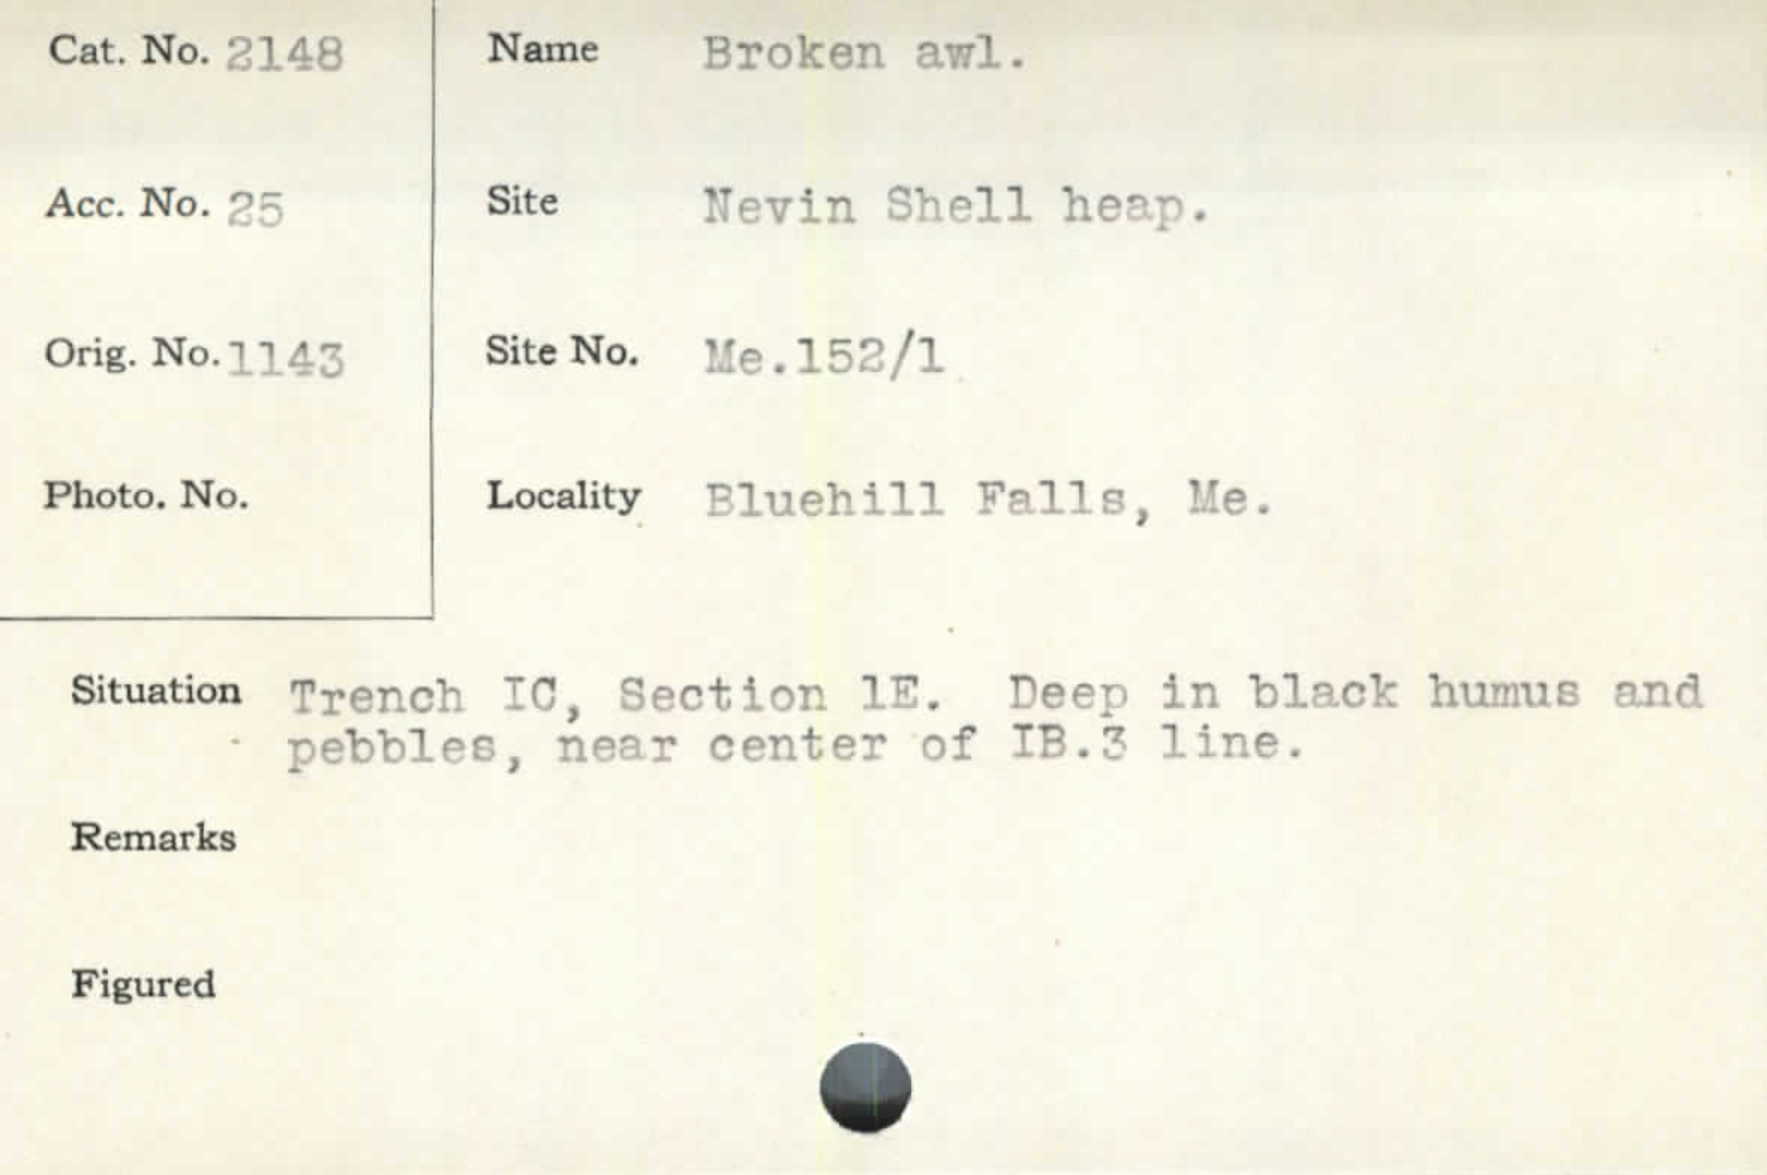 Cat. No. 2148
Acc. No. 25
Orig. No. 1143
Photo. No.
Name Broken awl.
Site Nevin Shell heap.
Site No. Me.152/1
Locality Bluehill Falls, Me.
Situation Trench IC, Section 1E. Deep in black humus and
pebbles, near center of IB.3 line.
Remarks
Figured